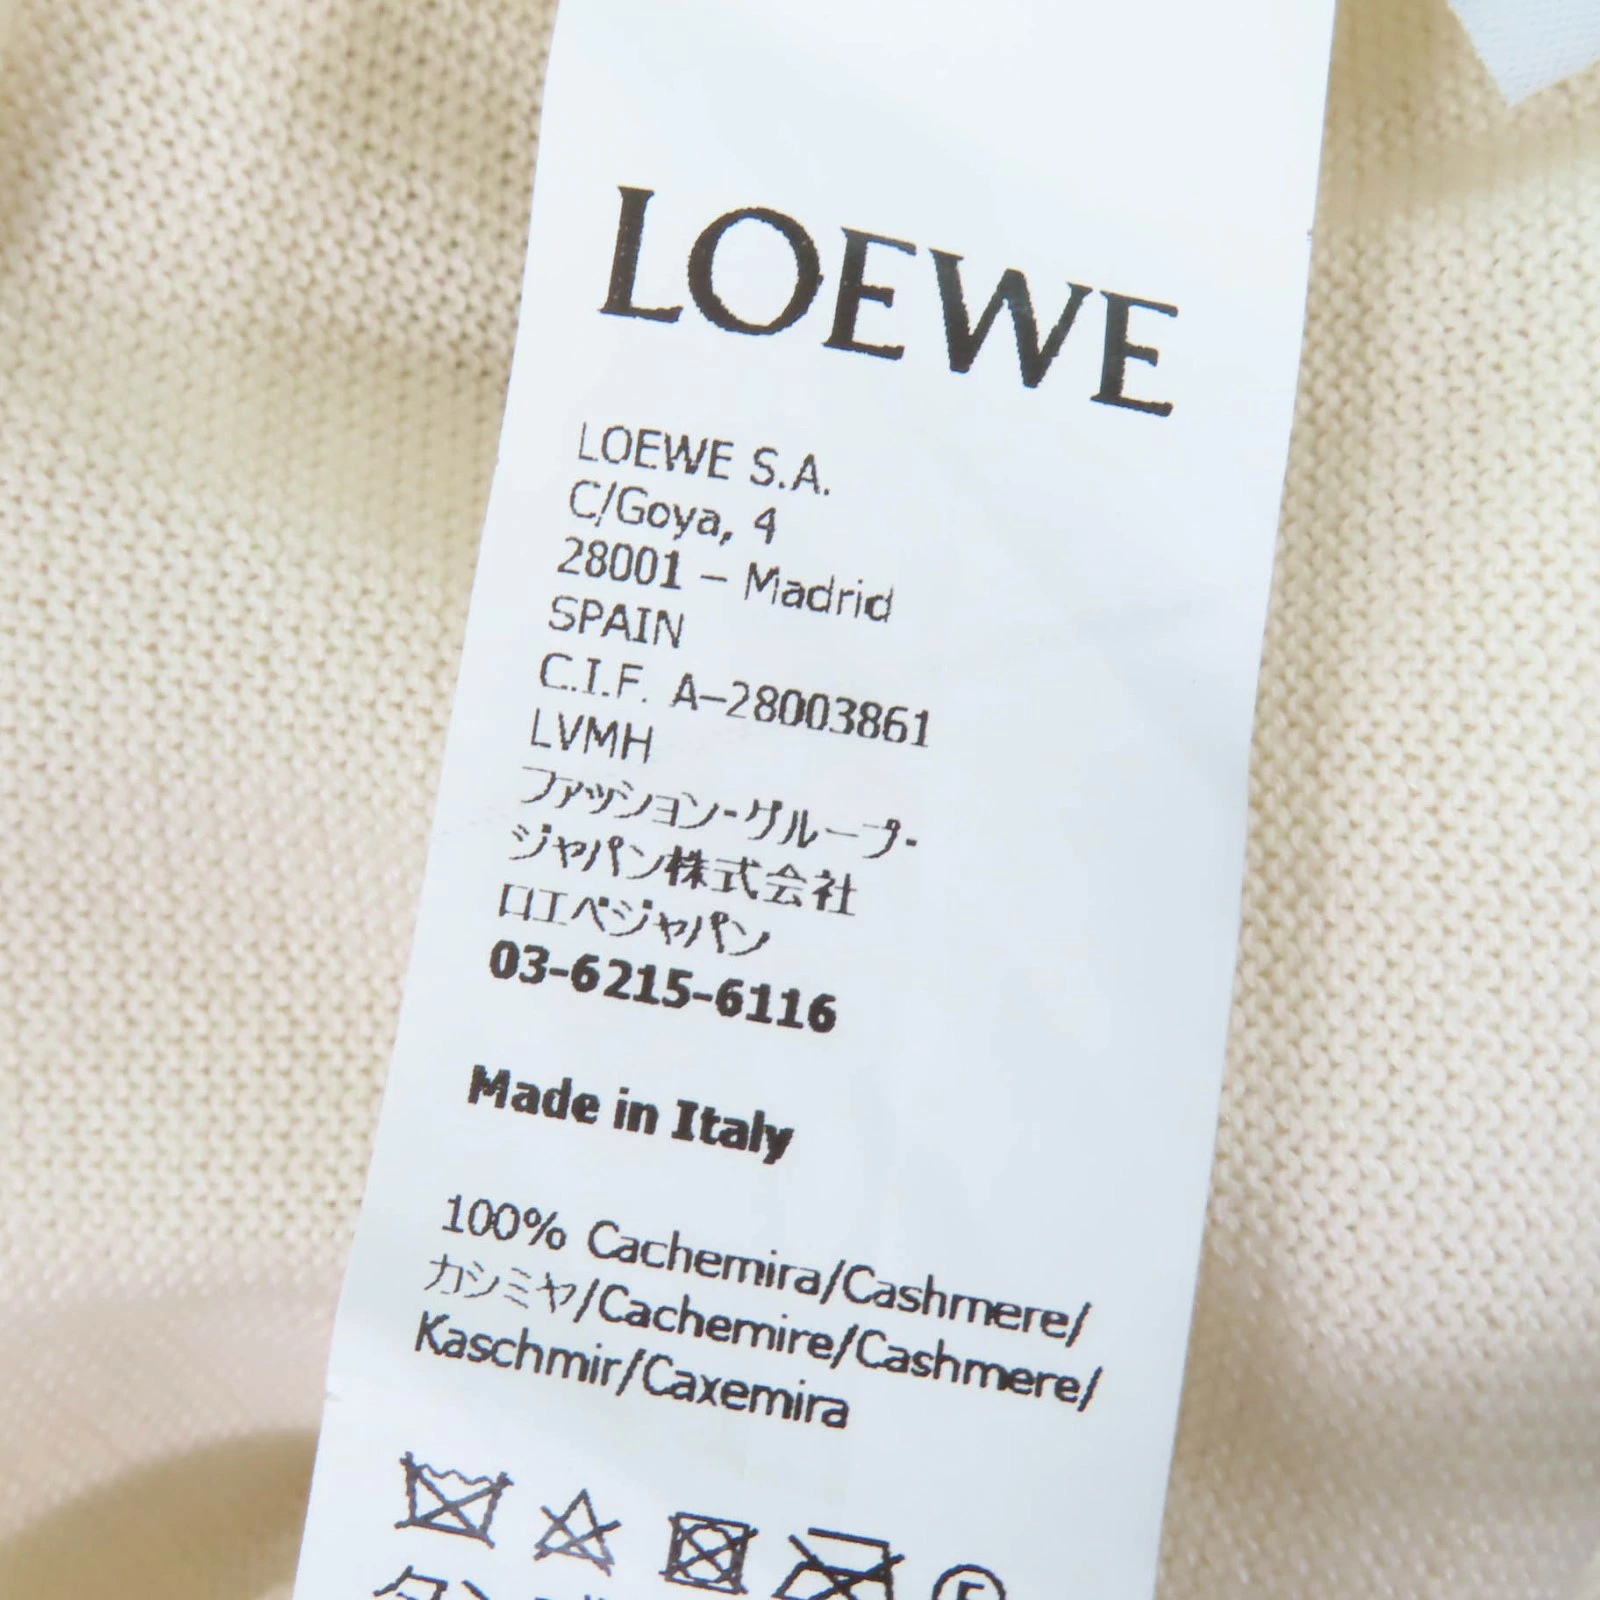 LOEWE
LOEWE S.A.
C/Goya, 4
28001 – Madrid
SPAIN
C.I.F. A–28003861
LVMH
ファッション・グループ・
ジャパン株式会社
ロエベジャパン
03-6215-6116
Made in Italy
100% Cachemira/Cashmere/
カシミヤ/Cachemire/Cashmere/
Kaschmir/Caxemira